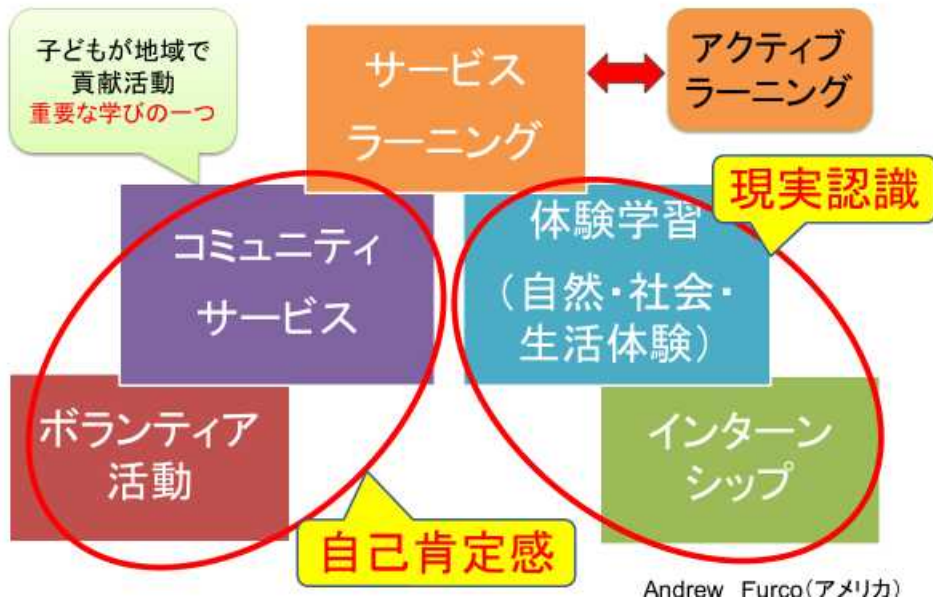 子どもが地域で
貢献活動
重要な学びの一つ
サービス
ラーニング
アクティブ
ラーニング
現実認識
コミュニティ
サービス
体験学習
（自然・社会・
生活体験）
ボランティア
活動
インターン
シップ
自己肯定感
Andrew Furco（アメリカ）